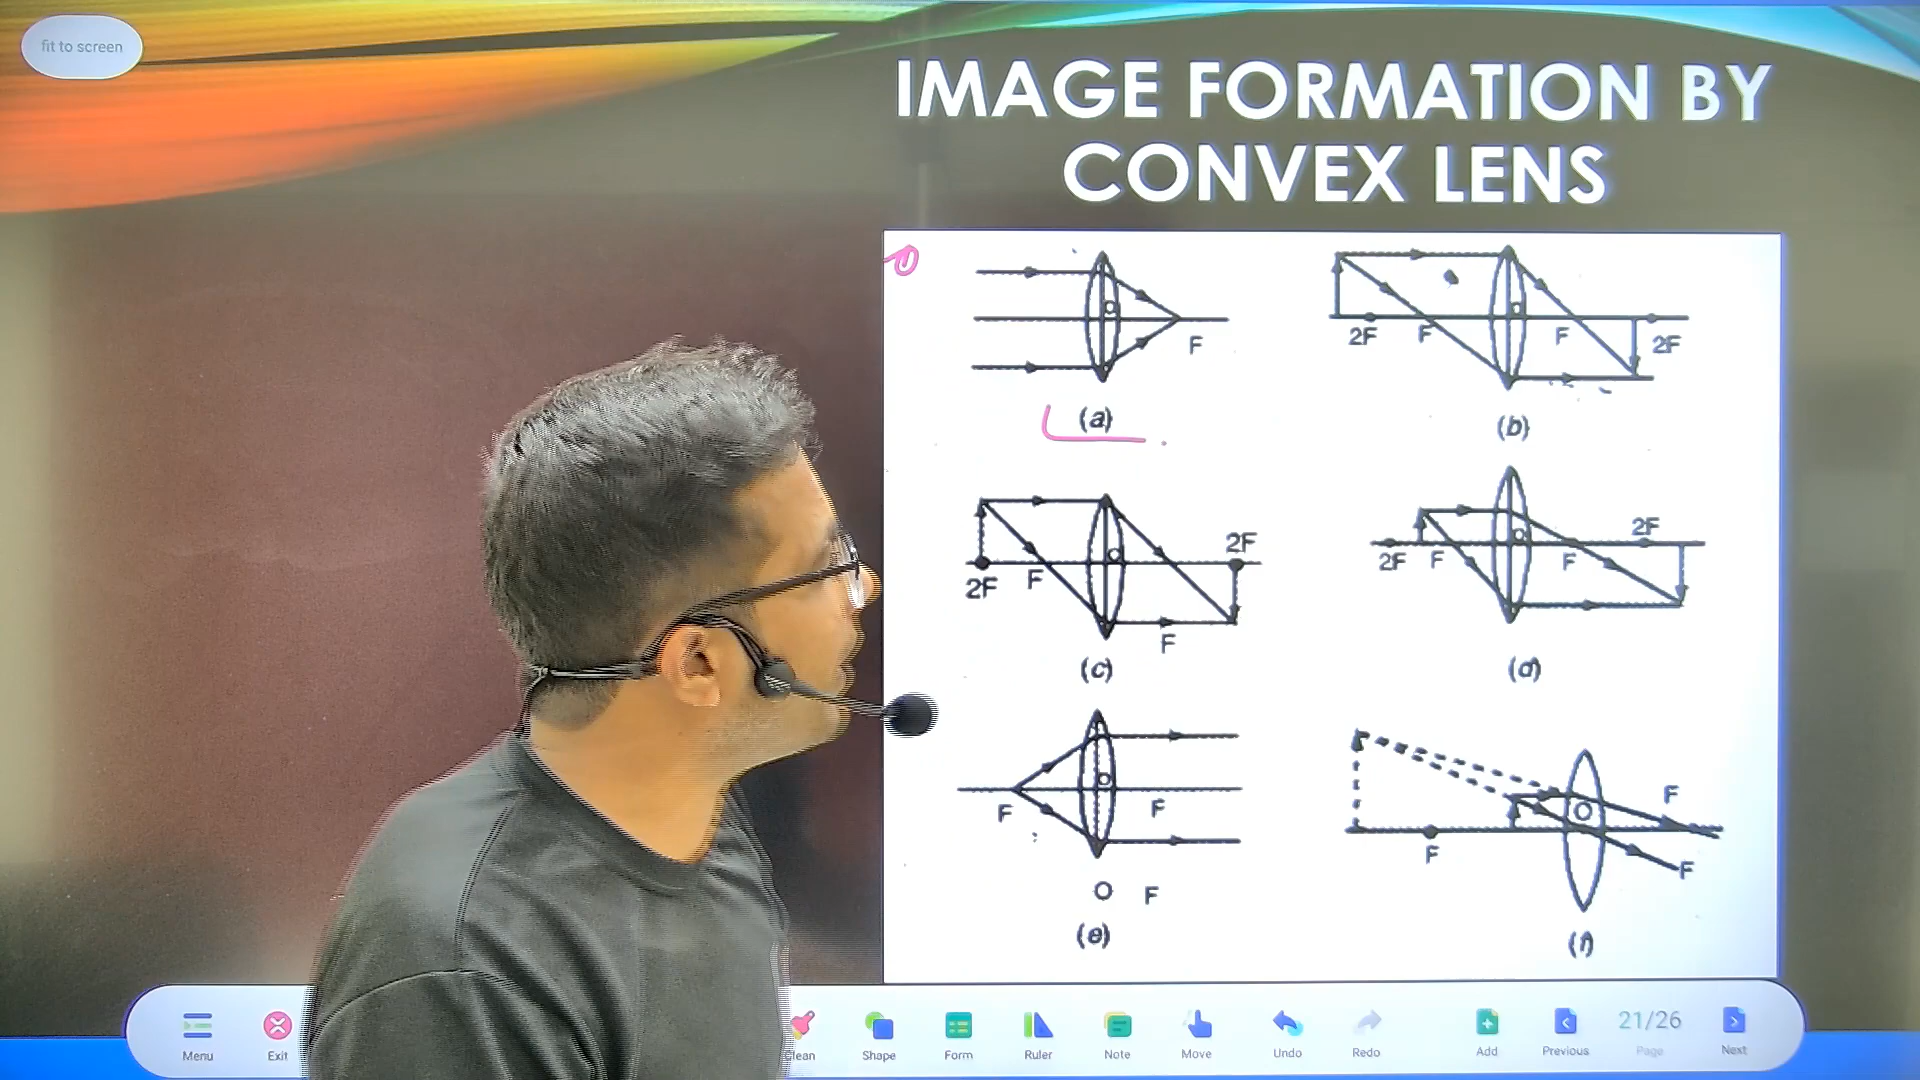 fit to screen
IMAGE FORMATION BY
CONVEX LENS
①
O
F
(a)
2F F O F 2F
(b)
2F F O 2F
F
(c)
2F F O F 2F
(d)
F O F
O F
(e)
F O F
F
(f)
Menu Exit Clean Shape Form Ruler Note Move Undo Redo Add Previous 21/26 Page Next